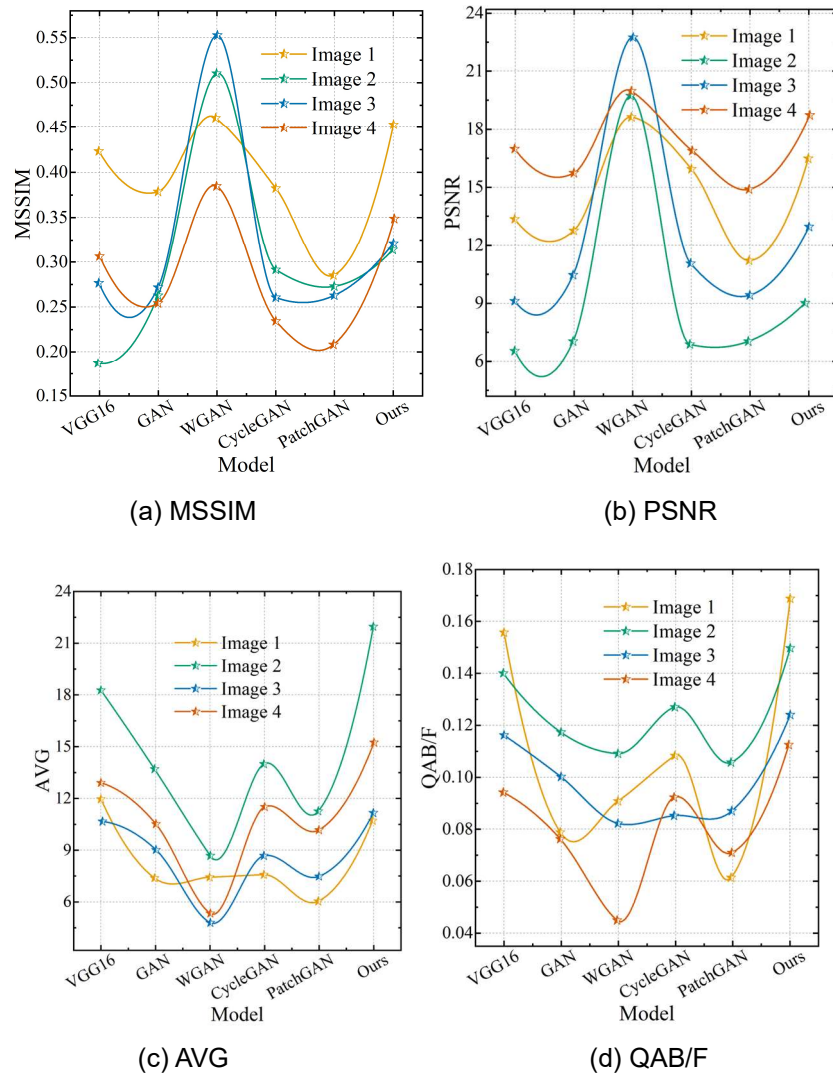 0.55
0.50
0.45
0.40
0.35
0.30
0.25
0.20
0.15
MSSIM
Image 1
Image 2
Image 3
Image 4
VGG16
GAN
WGAN
CycleGAN
PatchGAN
Ours
Model
(a) MSSIM
24
21
18
15
12
9
6
PSNR
Image 1
Image 2
Image 3
Image 4
VGG16
GAN
WGAN
CycleGAN
PatchGAN
Ours
Model
(b) PSNR
24
21
18
15
12
9
6
AVG
Image 1
Image 2
Image 3
Image 4
VGG16
GAN
WGAN
CycleGAN
PatchGAN
Ours
Model
(c) AVG
0.18
0.16
0.14
0.12
0.10
0.08
0.06
0.04
QAB/F
Image 1
Image 2
Image 3
Image 4
VGG16
GAN
WGAN
CycleGAN
PatchGAN
Ours
Model
(d) QAB/F